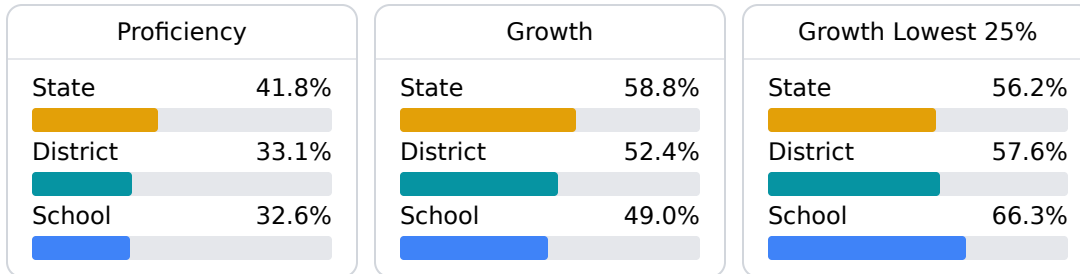 Proficiency
State 41.8%
District 33.1%
School 32.6%
Growth
State 58.8%
District 52.4%
School 49.0%
Growth Lowest 25%
State 56.2%
District 57.6%
School 66.3%